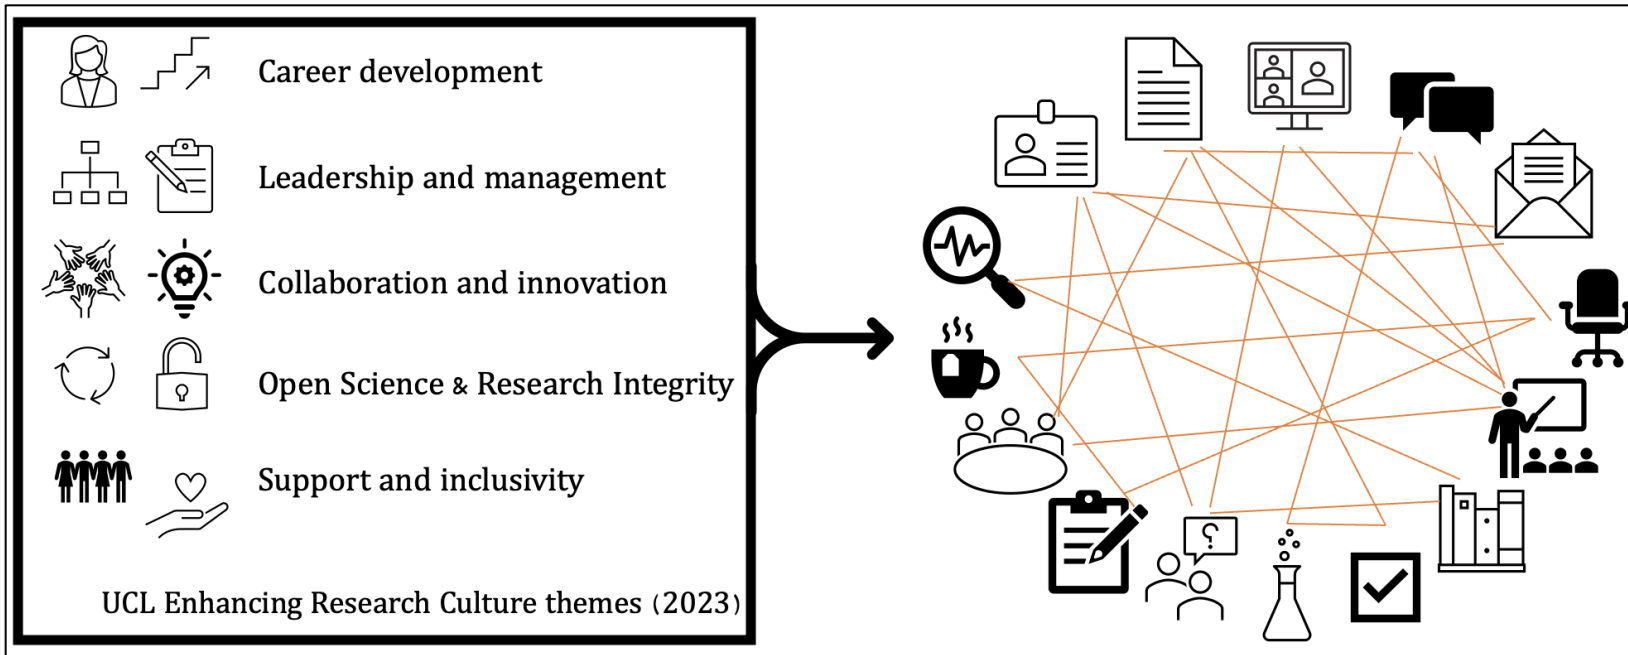 Career development
Leadership and management
Collaboration and innovation
Open Science & Research Integrity
Support and inclusivity
UCL Enhancing Research Culture themes (2023)
?